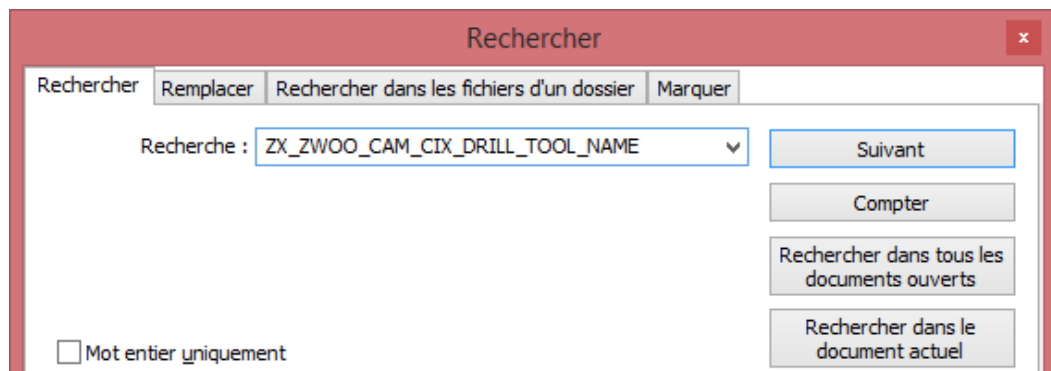 Rechercher
x
Rechercher Remplacer Rechercher dans les fichiers d'un dossier Marquer
Recherche : ZX_ZWOO_CAM_CIX_DRILL_TOOL_NAME
Suivant
Compter
Rechercher dans tous les
documents ouverts
Rechercher dans le
document actuel
Mot entier uniquement